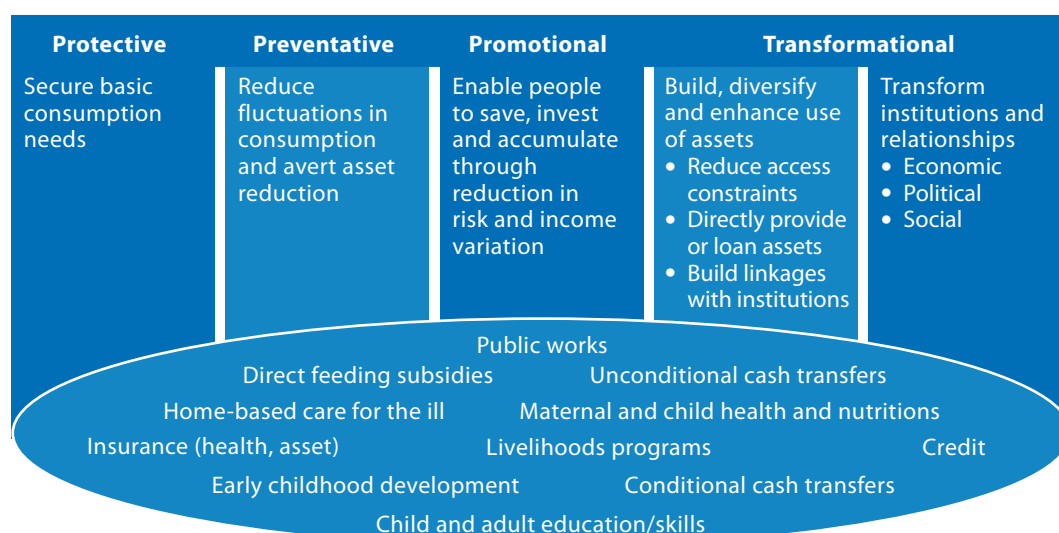 Protective
Preventative
Promotional
Transformational
Secure basic
consumption
needs
Reduce
fluctuations in
consumption
and avert asset
reduction
Enable people
to save, invest
and accumulate
through
reduction in
risk and income
variation
Build, diversify
and enhance use
of assets
• Reduce access
constraints
• Directly provide
or loan assets
• Build linkages
with institutions
Transform
institutions and
relationships
• Economic
• Political
• Social
Public works
Direct feeding subsidies
Unconditional cash transfers
Home-based care for the ill
Maternal and child health and nutritions
Insurance (health, asset)
Livelihoods programs
Credit
Early childhood development
Conditional cash transfers
Child and adult education/skills